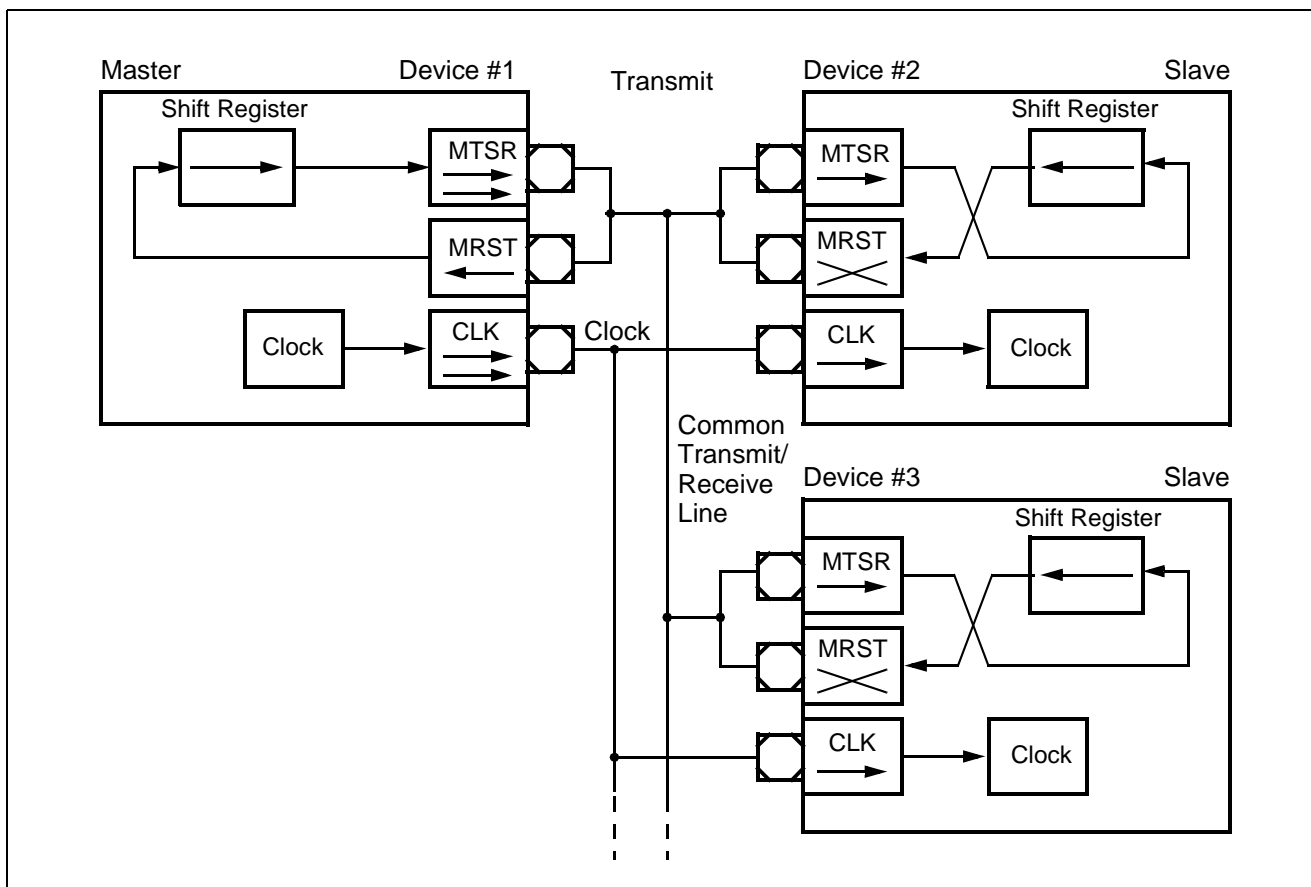 Master Device #1
Shift Register
MTSR
MRST
CLK
Clock
Transmit
Clock
Common
Transmit/
Receive
Line
Device #2 Slave
Shift Register
MTSR
MRST
CLK
Clock
Device #3 Slave
Shift Register
MTSR
MRST
CLK
Clock